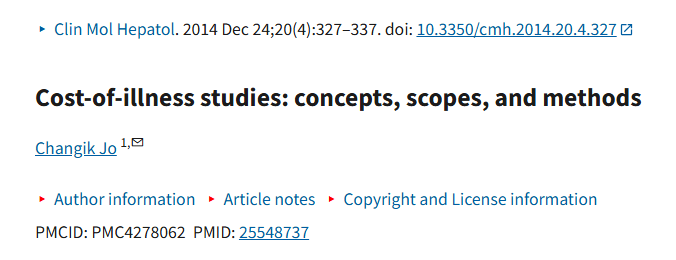 ‣ Clin Mol Hepatol. 2014 Dec 24;20(4):327–337. doi: 10.3350/cmh.2014.20.4.327
Cost-of-illness studies: concepts, scopes, and methods
Changik Jo 1,✉
‣ Author information ‣ Article notes ‣ Copyright and License information
PMCID: PMC4278062 PMID: 25548737